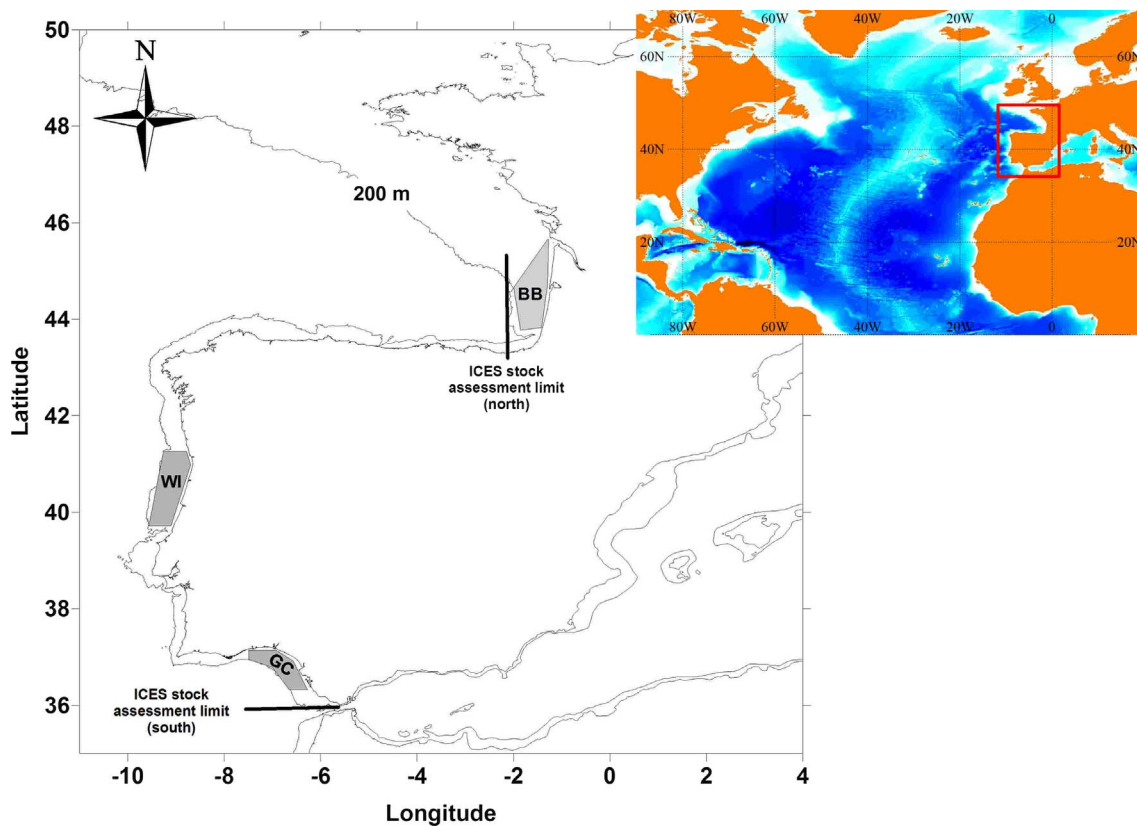 80W 60W 40W 20W 0
60N 60N
40N 40N
20N 20N
80W 60W 40W 20W 0
50
48
46
44
42
40
38
36
N
200 m
BB
ICES stock
assessment limit
(north)
WI
GC
ICES stock
assessment limit
(south)
Latitude
-10 -8 -6 -4 -2 0 2 4
Longitude